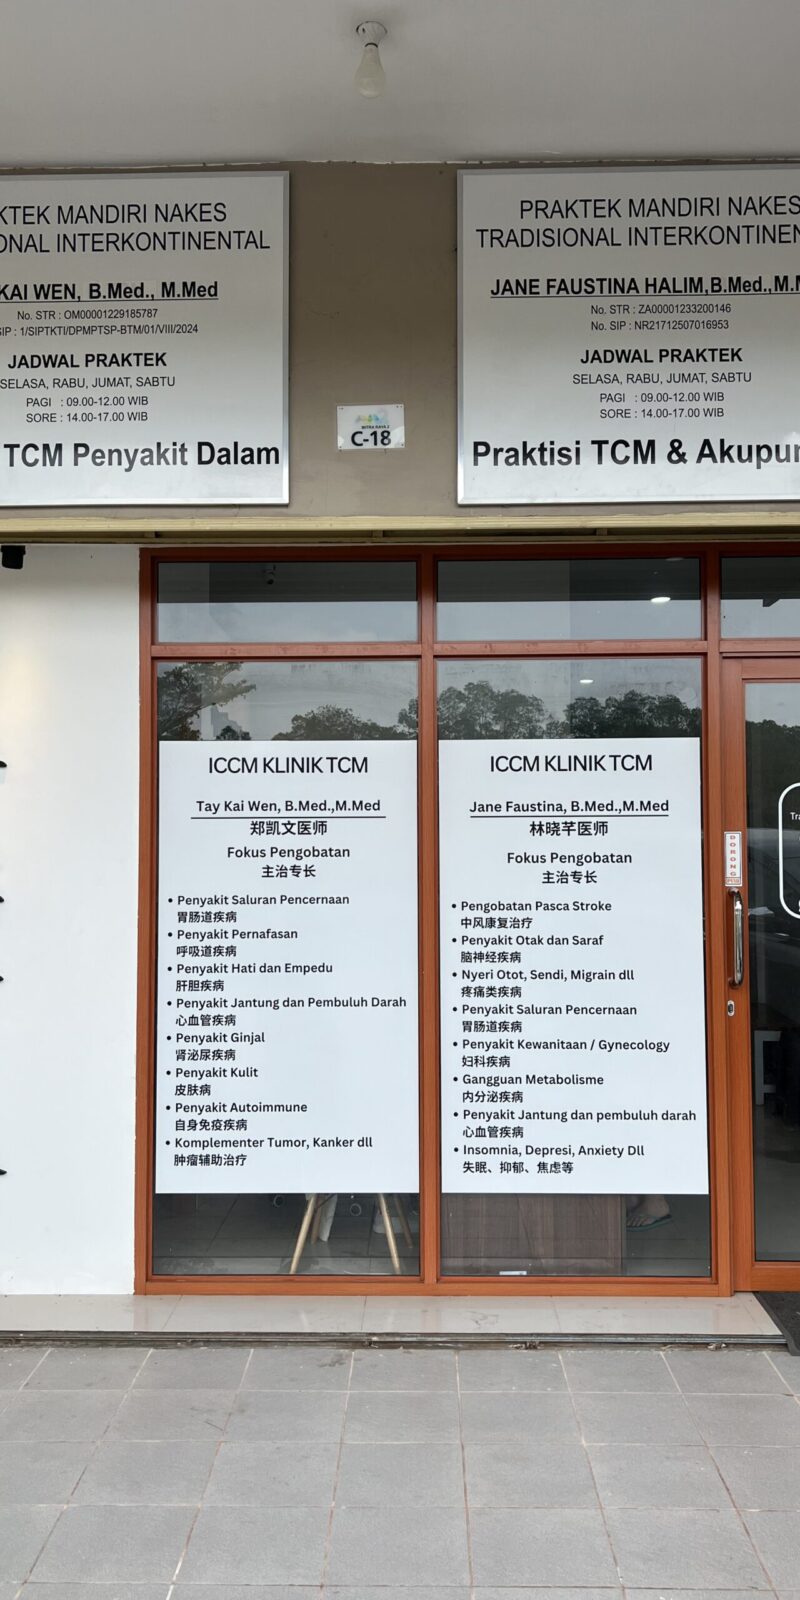 KTEK MANDIRI NAKES
ONAL INTERKONTINENTAL
KAI WEN, B.Med., M.Med
No. STR : OM00001229185787
SIP : 1/SIPTKTI/DPMPTSP-BTM/01/VIII/2024
JADWAL PRAKTEK
SELASA, RABU, JUMAT, SABTU
PAGI : 09.00-12.00 WIB
SORE : 14.00-17.00 WIB
TCM Penyakit Dalam
MITRA RAYA 2
C-18
PRAKTEK MANDIRI NAKES
TRADISIONAL INTERKONTINEN
JANE FAUSTINA HALIM,B.Med.,M.M
No. STR : ZA00001233200146
No. SIP : NR21712507016953
JADWAL PRAKTEK
SELASA, RABU, JUMAT, SABTU
PAGI : 09.00-12.00 WIB
SORE : 14.00-17.00 WIB
Praktisi TCM & Akupun
ICCM KLINIK TCM
Tay Kai Wen, B.Med.,M.Med
郑凯文医师
Fokus Pengobatan
主治专长
• Penyakit Saluran Pencernaan
胃肠道疾病
• Penyakit Pernafasan
呼吸道疾病
• Penyakit Hati dan Empedu
肝胆疾病
• Penyakit Jantung dan Pembuluh Darah
心血管疾病
• Penyakit Ginjal
肾泌尿疾病
• Penyakit Kulit
皮肤病
• Penyakit Autoimmune
自身免疫疾病
• Komplementer Tumor, Kanker dll
肿瘤辅助治疗
ICCM KLINIK TCM
Jane Faustina, B.Med.,M.Med
林晓芊医师
Fokus Pengobatan
主治专长
• Pengobatan Pasca Stroke
中风康复治疗
• Penyakit Otak dan Saraf
脑神经疾病
• Nyeri Otot, Sendi, Migrain dll
疼痛类疾病
• Penyakit Saluran Pencernaan
胃肠道疾病
• Penyakit Kewanitaan / Gynecology
妇科疾病
• Gangguan Metabolisme
内分泌疾病
• Penyakit Jantung dan pembuluh darah
心血管疾病
• Insomnia, Depresi, Anxiety Dll
失眠、抑郁、焦虑等
DORONG
Tra